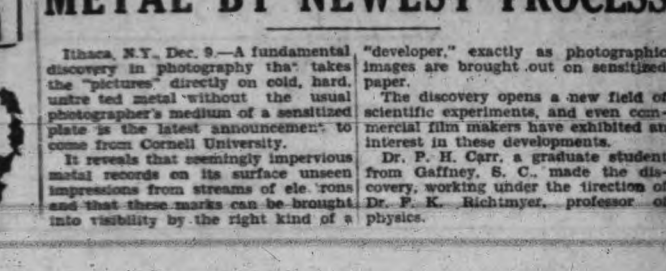 METAL BY NEWEST PROCESS
Ithaca, N.Y., Dec. 9.—A fundamental
discovery in photography that takes
the "pictures" directly on cold, hard,
untre ted metal without the usual
photographer's medium of a sensitized
plate is the latest announcement to
come from Cornell University.
It reveals that seemingly impervious
metal records on its surface unseen
impressions from streams of ele rons
and that these marks can be brought
into visibility by the right kind of a
"developer," exactly as photographic
images are brought out on sensitized
paper.
The discovery opens a new field of
scientific experiments, and even com-
mercial film makers have exhibited an
interest in these developments.
Dr. P. H. Carr, a graduate student
from Gaffney, S. C., made the dis-
covery, working under the tirection of
Dr. F. K. Richtmyer, professor of
physics.